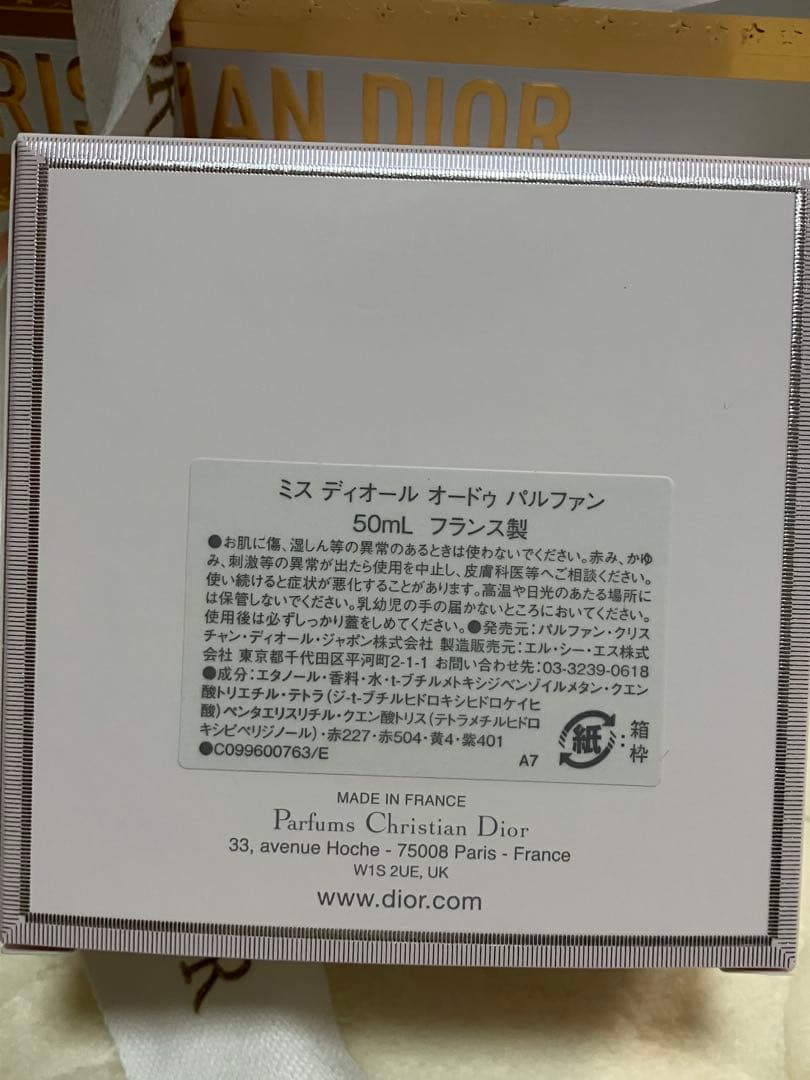 RISTIAN DIOR
ミス ディオール オードゥ パルファン
50mL フランス製
●お肌に傷、湿しん等の異常のあるときは使わないでください。赤み、かゆ
み、刺激等の異常が出たら使用を中止し、皮膚科医等へご相談ください。
使い続けると症状が悪化することがあります。高温や日光のあたる場所に
は保管しないでください。乳幼児の手の届かないところにおいてください。
使用後は必ずしっかり蓋をしめてください。●発売元:パルファン・クリス
チャン・ディオール・ジャポン株式会社 製造販売元:エル・シー・エス株式
会社 東京都千代田区平河町2-1-1 お問い合わせ先:03-3239-0618
●成分:エタノール・香料・水・t-ブチルメトキシジベンゾイルメタン・クエン
酸トリエチル・テトラ(ジ-t-ブチルヒドロキシヒドロケイヒ
酸)ペンタエリスリチル・クエン酸トリス(テトラメチルヒドロ
キシピペリジノール)・赤227・赤504・黄4・紫401
●C099600763/E
A7
紙:箱
枠
MADE IN FRANCE
Parfums Christian Dior
33, avenue Hoche - 75008 Paris - France
W1S 2UE, UK
www.dior.com